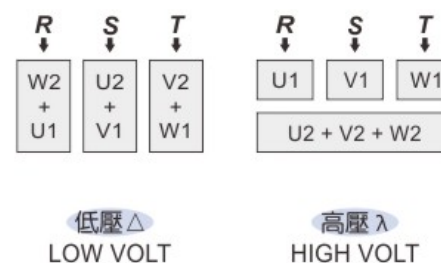 R S T R S T
W2 + U1 U2 + V1 V2 + W1 U1 V1 W1
U2 + V2 + W2
低壓△ 高壓λ
LOW VOLT HIGH VOLT